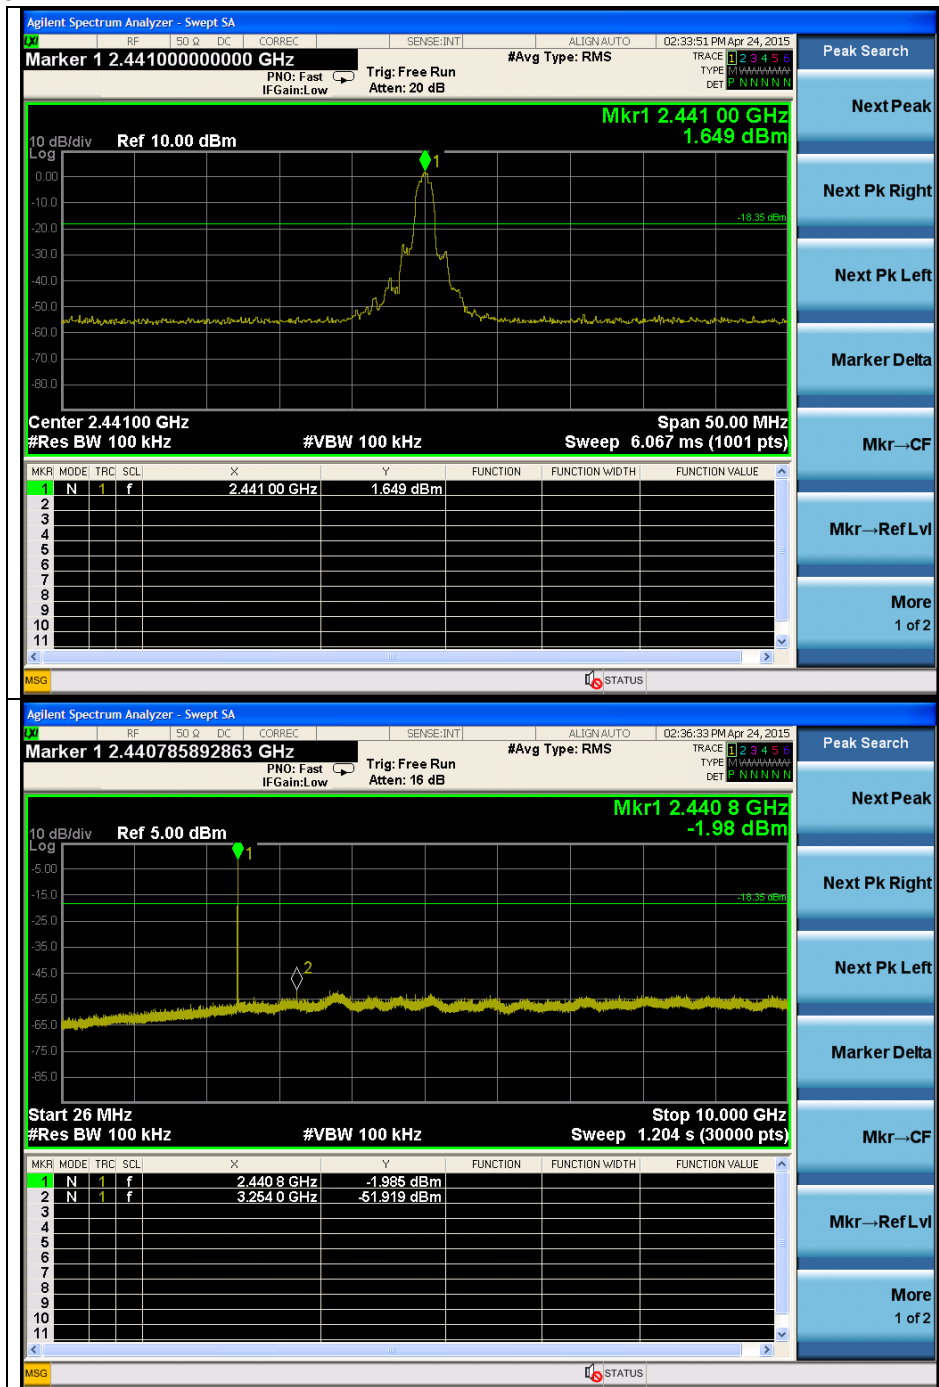 Agilent Spectrum Analyzer - Swept SA
LXI RF 50 Ω DC CORREC SENSE:INT ALIGNAUTO 02:33:51 PM Apr 24, 2015
Marker 1 2.441000000000 GHz #Avg Type: RMS TRACE 1 2 3 4 5 6
PNO: Fast Trig: Free Run TYPE M WWWWW
IFGain:Low Atten: 20 dB DET P N N N N N
Peak Search
Next Peak
Next Pk Right
Next Pk Left
Marker Delta
Mkr→CF
Mkr→Ref Lvl
More
1 of 2
Mkr1 2.441 00 GHz
10 dB/div Ref 10.00 dBm 1.649 dBm
Log
1
0.00
-10.0
-18.35 dBm
-20.0
-30.0
-40.0
-50.0
-60.0
-70.0
-80.0
Center 2.44100 GHz Span 50.00 MHz
#Res BW 100 kHz #VBW 100 kHz Sweep 6.067 ms (1001 pts)
MKR MODE TRC SCL X Y FUNCTION FUNCTION WIDTH FUNCTION VALUE
1 N 1 f 2.441 00 GHz 1.649 dBm
2
3
4
5
6
7
8
9
10
11
MSG STATUS
Agilent Spectrum Analyzer - Swept SA
LXI RF 50 Ω DC CORREC SENSE:INT ALIGNAUTO 02:36:33 PM Apr 24, 2015
Marker 1 2.440785892863 GHz #Avg Type: RMS TRACE 1 2 3 4 5 6
PNO: Fast Trig: Free Run TYPE M WWWWW
IFGain:Low Atten: 16 dB DET P N N N N N
Peak Search
Next Peak
Next Pk Right
Next Pk Left
Marker Delta
Mkr→CF
Mkr→Ref Lvl
More
1 of 2
Mkr1 2.440 8 GHz
10 dB/div Ref 5.00 dBm -1.98 dBm
Log
1
-5.00
-15.0
-18.35 dBm
-25.0
-35.0
2
-45.0
-55.0
-65.0
-75.0
-85.0
Start 26 MHz Stop 10.000 GHz
#Res BW 100 kHz #VBW 100 kHz Sweep 1.204 s (30000 pts)
MKR MODE TRC SCL X Y FUNCTION FUNCTION WIDTH FUNCTION VALUE
1 N 1 f 2.440 8 GHz -1.985 dBm
2 N 1 f 3.254 0 GHz -51.919 dBm
3
4
5
6
7
8
9
10
11
MSG STATUS